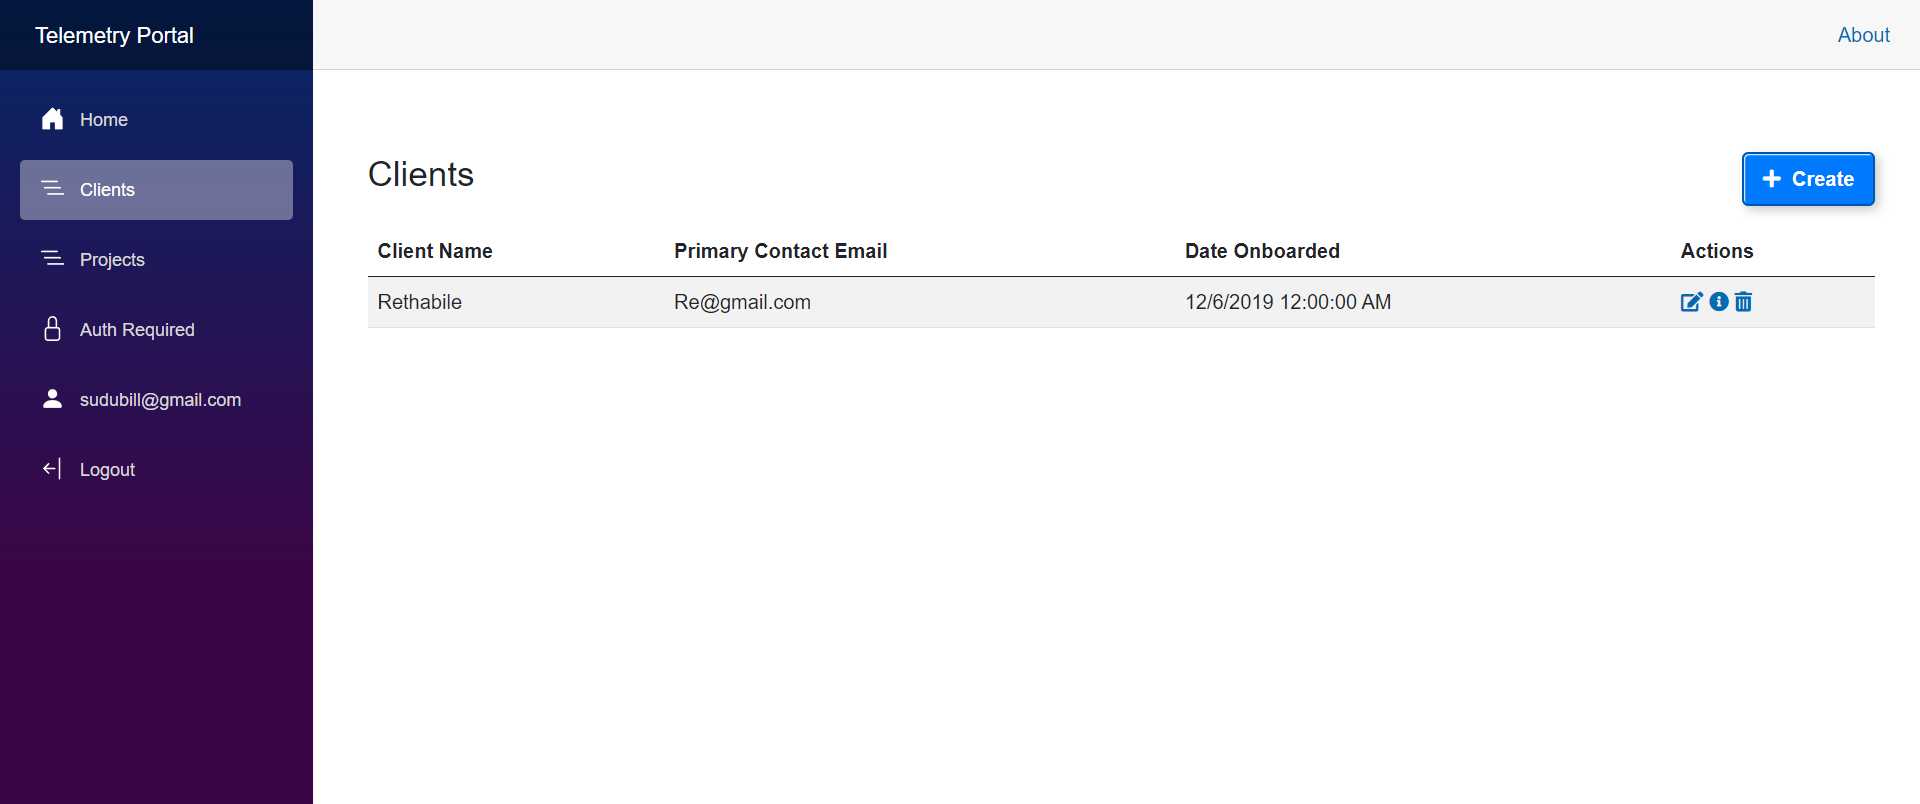 Telemetry Portal
About
Home
Clients
Projects
Auth Required
sudubill@gmail.com
Logout
Clients
Create
Client Name Primary Contact Email Date Onboarded Actions
Rethabile Re@gmail.com 12/6/2019 12:00:00 AM